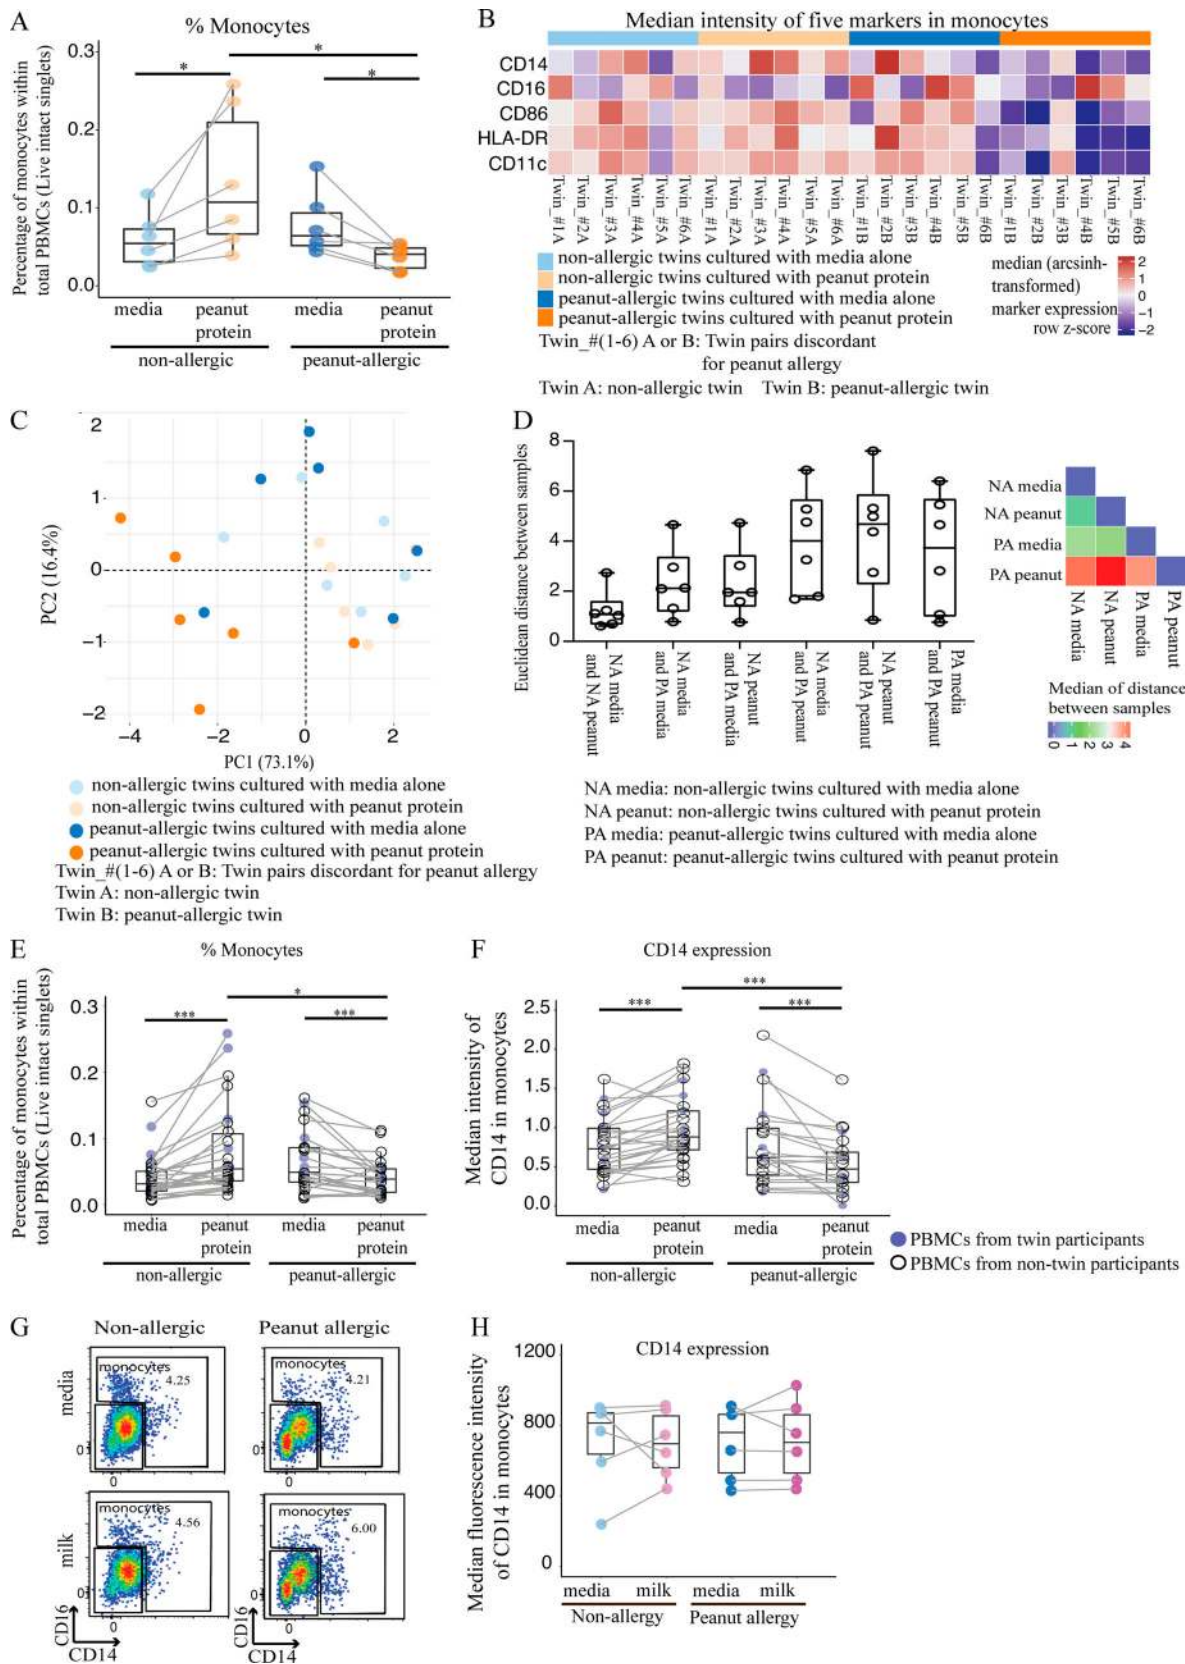 A
% Monocytes
Percentage of monocytes within
total PBMCs (Live intact singlets)
0.3
0.2
0.1
0.0
*
*
*
media
peanut
protein
media
peanut
protein
non-allergic
peanut-allergic
B
Median intensity of five markers in monocytes
CD14
CD16
CD86
HLA-DR
CD11c
Twin_#1A
Twin_#2A
Twin_#3A
Twin_#4A
Twin_#5A
Twin_#6A
Twin_#1A
Twin_#2A
Twin_#3A
Twin_#4A
Twin_#5A
Twin_#6A
Twin_#1B
Twin_#2B
Twin_#3B
Twin_#4B
Twin_#5B
Twin_#6B
Twin_#1B
Twin_#2B
Twin_#3B
Twin_#4B
Twin_#5B
Twin_#6B
non-allergic twins cultured with media alone
non-allergic twins cultured with peanut protein
peanut-allergic twins cultured with media alone
peanut-allergic twins cultured with peanut protein
Twin_#(1-6) A or B: Twin pairs discordant
for peanut allergy
Twin A: non-allergic twin Twin B: peanut-allergic twin
median (arcsinh-
transformed)
marker expression
row z-score
2
1
0
−1
−2
C
PC2 (16.4%)
2
1
0
−1
−2
−4
−2
0
2
PC1 (73.1%)
non-allergic twins cultured with media alone
non-allergic twins cultured with peanut protein
peanut-allergic twins cultured with media alone
peanut-allergic twins cultured with peanut protein
Twin_#(1-6) A or B: Twin pairs discordant for peanut allergy
Twin A: non-allergic twin
Twin B: peanut-allergic twin
D
Euclidean distance between samples
8
6
4
2
0
NA media
and NA peanut
NA media
and PA media
NA peanut
and PA media
NA media
and PA peanut
NA peanut
and PA peanut
PA media
and PA peanut
NA media
NA peanut
PA media
PA peanut
NA media
NA peanut
PA media
PA peanut
Median of distance
between samples
0 1 2 3 4
NA media: non-allergic twins cultured with media alone
NA peanut: non-allergic twins cultured with peanut protein
PA media: peanut-allergic twins cultured with media alone
PA peanut: peanut-allergic twins cultured with peanut protein
E
% Monocytes
Percentage of monocytes within
total PBMCs (Live intact singlets)
0.3
0.2
0.1
0.0
*
***
***
media
peanut
protein
media
peanut
protein
non-allergic
peanut-allergic
F
CD14 expression
Median intensity of
CD14 in monocytes
2.5
2.0
1.5
1.0
0.5
0.0
***
***
***
media
peanut
protein
media
peanut
protein
non-allergic
peanut-allergic
PBMCs from twin participants
PBMCs from non-twin participants
G
Non-allergic
Peanut allergic
media
monocytes
4.25
0
0
monocytes
4.21
0
0
milk
monocytes
4.56
0
0
monocytes
6.00
0
0
CD16
CD14
CD16
CD14
H
CD14 expression
Median fluorescence intensity
of CD14 in monocytes
1200
800
400
0
media
milk
media
milk
Non-allergy
Peanut allergy